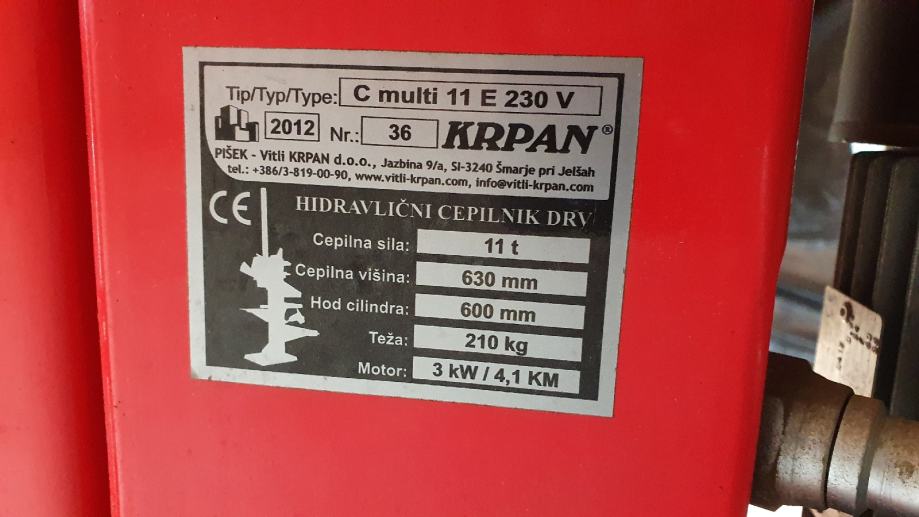 Tip/Typ/Type: C multi 11 E 230 V
2012 Nr.: 36 KRPAN®
PIŠEK - Vitli KRPAN d.o.o., Jazbina 9/a, SI-3240 Šmarje pri Jelšah
tel.: +386/3-819-00-90, www.vitli-krpan.com, info@vitli-krpan.com
CE HIDRAVLIČNI CEPILNIK DRV
Cepilna sila: 11 t
Cepilna višina: 630 mm
Hod cilindra: 600 mm
Teža: 210 kg
Motor: 3 kW / 4,1 KM